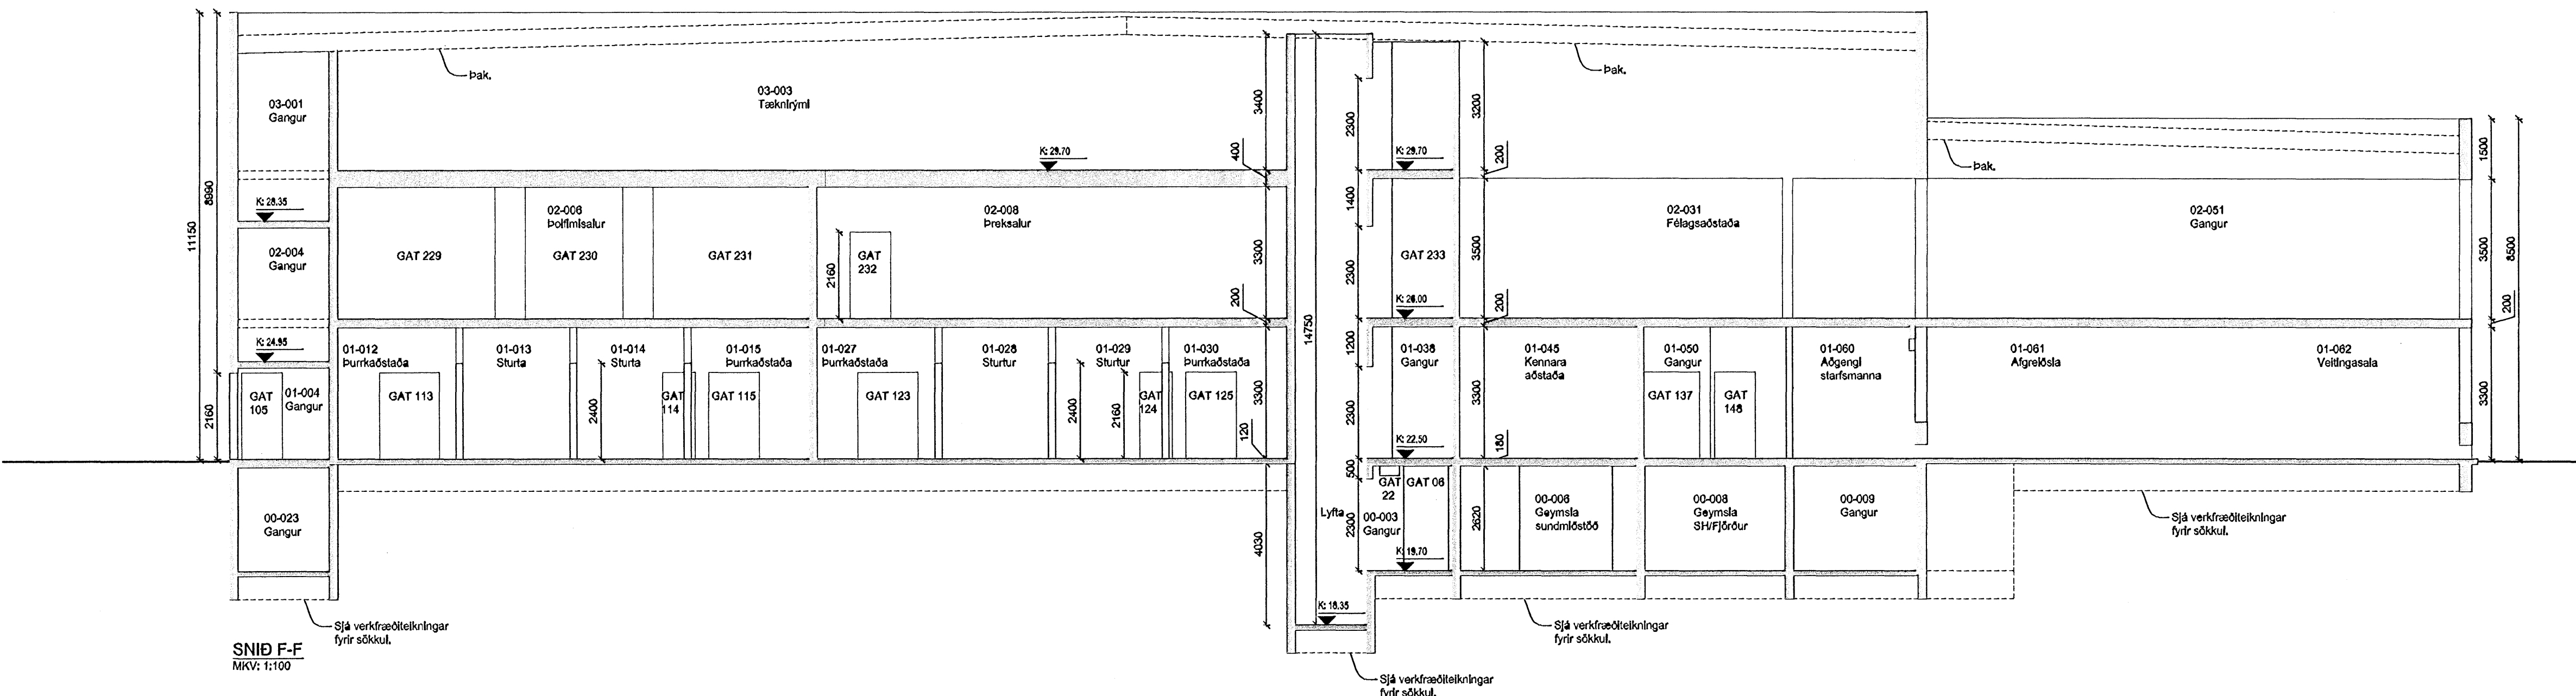 Þak.
Þak.
Þak.
03-001
Gangur
03-003
Tæknirými
K: 29.70
K: 29.70
K: 28.35
3400
400
2300
3200
200
1500
8990
11150
2160
02-004
Gangur
02-006
Þolfimisalur
02-008
Þreksalur
GAT 229
GAT 230
GAT 231
GAT
232
2160
3300
200
1400
2300
GAT 233
K: 26.00
3500
200
02-031
Félagsaðstaða
02-051
Gangur
3500
8500
200
14750
K: 24.95
01-012
Þurrkaðstaða
01-013
Sturta
01-014
Sturta
01-015
Þurrkaðstaða
01-027
Þurrkaðstaða
01-028
Sturtur
01-029
Sturtur
01-030
Þurrkaðstaða
01-038
Gangur
01-045
Kennara
aðstaða
01-050
Gangur
01-060
Aðgengi
starfsmanna
01-061
Afgreiðsla
01-062
Veitingasala
GAT
105
01-004
Gangur
GAT 113
2400
GAT
114
GAT 115
GAT 123
2400
2160
GAT
124
GAT 125
3300
120
1200
2300
K: 22.50
3300
180
GAT 137
GAT
148
3300
500
GAT
22
GAT 06
00-023
Gangur
4030
Lyfta
2300
00-003
Gangur
K: 19.70
2620
00-006
Geymsla
sundmiðstöð
00-008
Geymsla
SH/Fjörður
00-009
Gangur
Sjá verkfræðiteikningar
fyrir sökkul.
K: 18.35
Sjá verkfræðiteikningar
fyrir sökkul.
Sjá verkfræðiteikningar
fyrir sökkul.
SNIÐ F-F
MKV: 1:100
Sjá verkfræðiteikningar
fyrir sökkul.